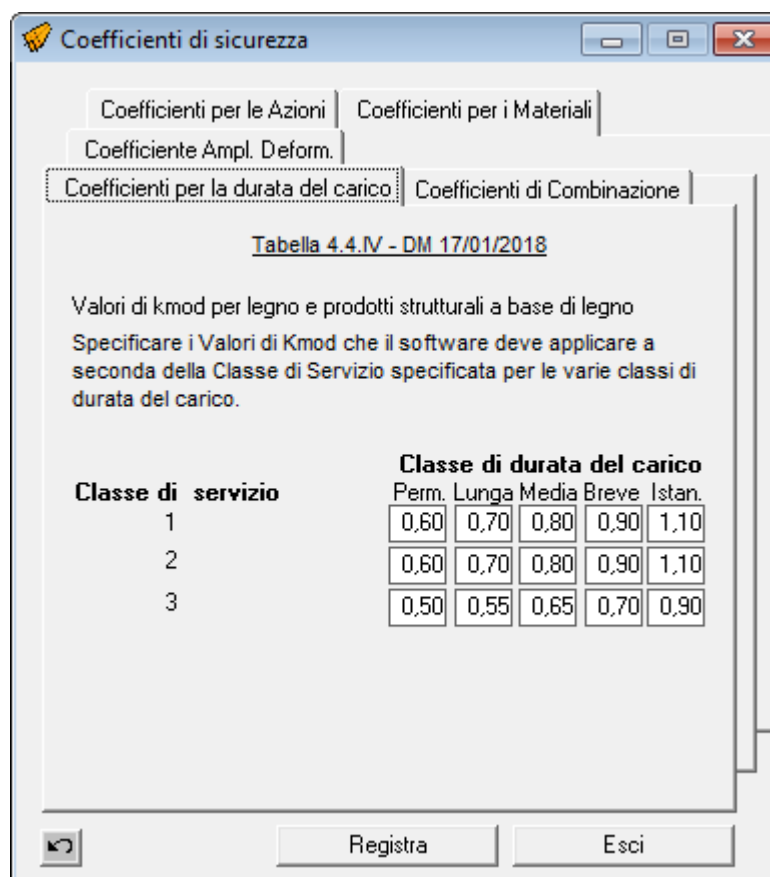 Coefficienti di sicurezza
Coefficienti per le Azioni Coefficienti per i Materiali
Coefficiente Ampl. Deform.
Coefficienti per la durata del carico Coefficienti di Combinazione
Tabella 4.4.IV - DM 17/01/2018
Valori di kmod per legno e prodotti strutturali a base di legno
Specificare i Valori di Kmod che il software deve applicare a
seconda della Classe di Servizio specificata per le varie classi di
durata del carico.
Classe di durata del carico
Classe di servizio Perm. Lunga Media Breve Istan.
1 0,60 0,70 0,80 0,90 1,10
2 0,60 0,70 0,80 0,90 1,10
3 0,50 0,55 0,65 0,70 0,90
Registra Esci